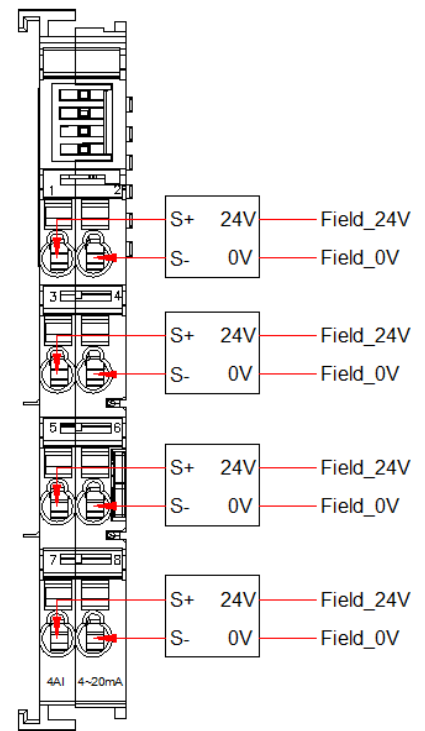 1 2
S+ 24V Field_24V
S- 0V Field_0V
3 4
S+ 24V Field_24V
S- 0V Field_0V
5 6
S+ 24V Field_24V
S- 0V Field_0V
7 8
S+ 24V Field_24V
S- 0V Field_0V
4AI 4~20mA